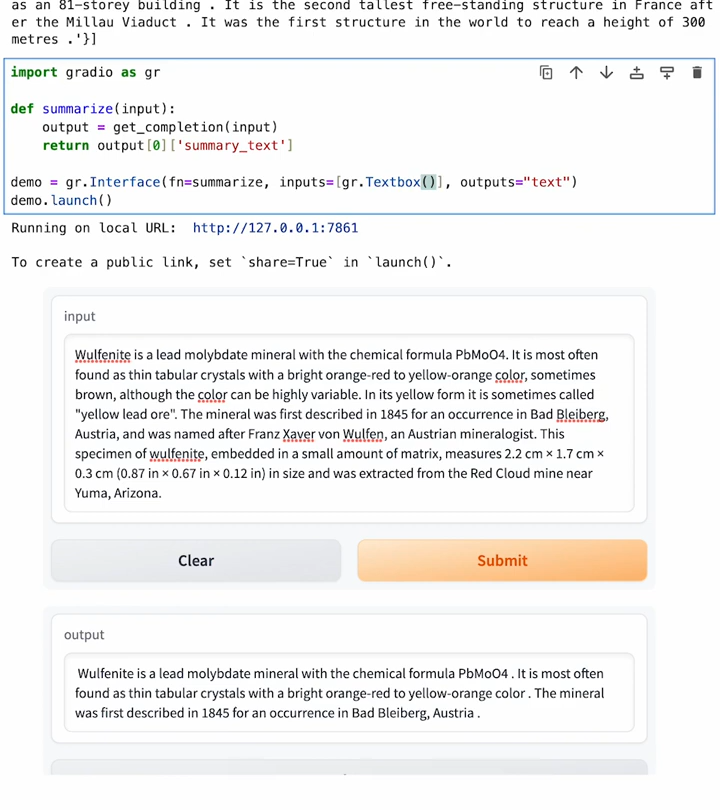 as an 81-storey building . It is the second tallest free-standing structure in France aft
er the Millau Viaduct . It was the first structure in the world to reach a height of 300
metres .'}]
import gradio as gr
def summarize(input):
    output = get_completion(input)
    return output[0]['summary_text']
demo = gr.Interface(fn=summarize, inputs=[gr.Textbox()], outputs="text")
demo.launch()
Running on local URL:  http://127.0.0.1:7861
To create a public link, set `share=True` in `launch()`.
input
Wulfenite is a lead molybdate mineral with the chemical formula PbMoO4. It is most often
found as thin tabular crystals with a bright orange-red to yellow-orange color, sometimes
brown, although the color can be highly variable. In its yellow form it is sometimes called
"yellow lead ore". The mineral was first described in 1845 for an occurrence in Bad Bleiberg,
Austria, and was named after Franz Xaver von Wulfen, an Austrian mineralogist. This
specimen of wulfenite, embedded in a small amount of matrix, measures 2.2 cm × 1.7 cm ×
0.3 cm (0.87 in × 0.67 in × 0.12 in) in size and was extracted from the Red Cloud mine near
Yuma, Arizona.
Clear
Submit
output
Wulfenite is a lead molybdate mineral with the chemical formula PbMoO4 . It is most often
found as thin tabular crystals with a bright orange-red to yellow-orange color . The mineral
was first described in 1845 for an occurrence in Bad Bleiberg, Austria .